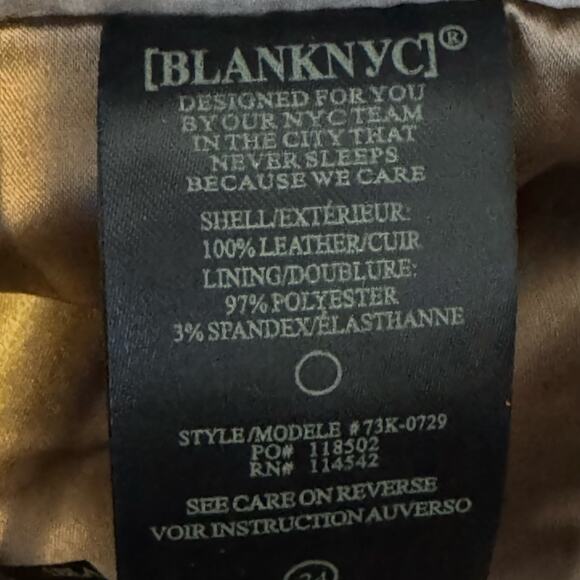 [BLANKNYC]®
DESIGNED FOR YOU
BY OUR NYC TEAM
IN THE CITY THAT
NEVER SLEEPS
BECAUSE WE CARE
SHELL/EXTÉRIEUR:
100% LEATHER/CUIR
LINING/DOUBLURE:
97% POLYESTER
3% SPANDEX/ÉLASTHANNE
STYLE/MODELE #73K-0729
PO# 118502
RN# 114542
SEE CARE ON REVERSE
VOIR INSTRUCTION AUVERSO